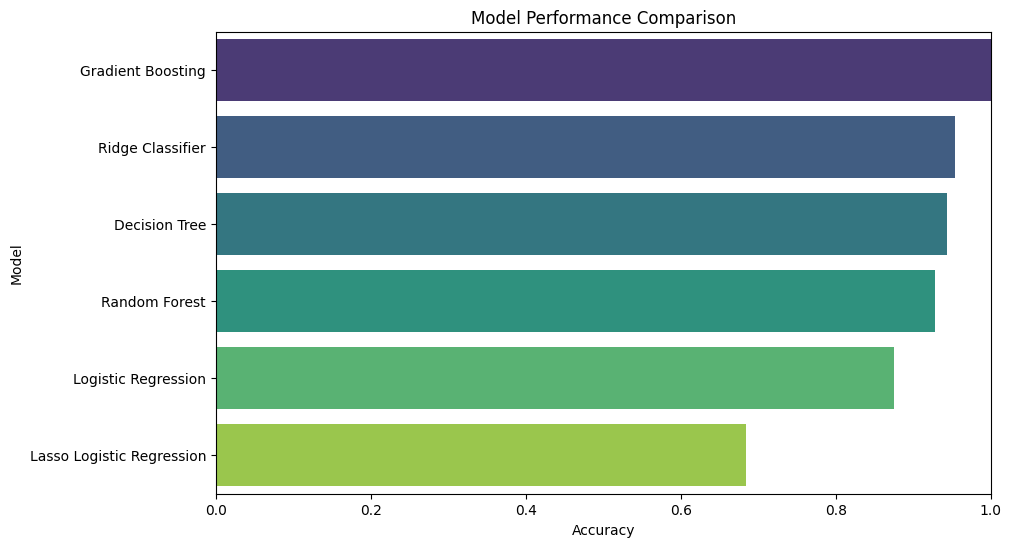 Model Performance Comparison
Gradient Boosting
Ridge Classifier
Decision Tree
Random Forest
Logistic Regression
Lasso Logistic Regression
Model
0.0 0.2 0.4 0.6 0.8 1.0
Accuracy